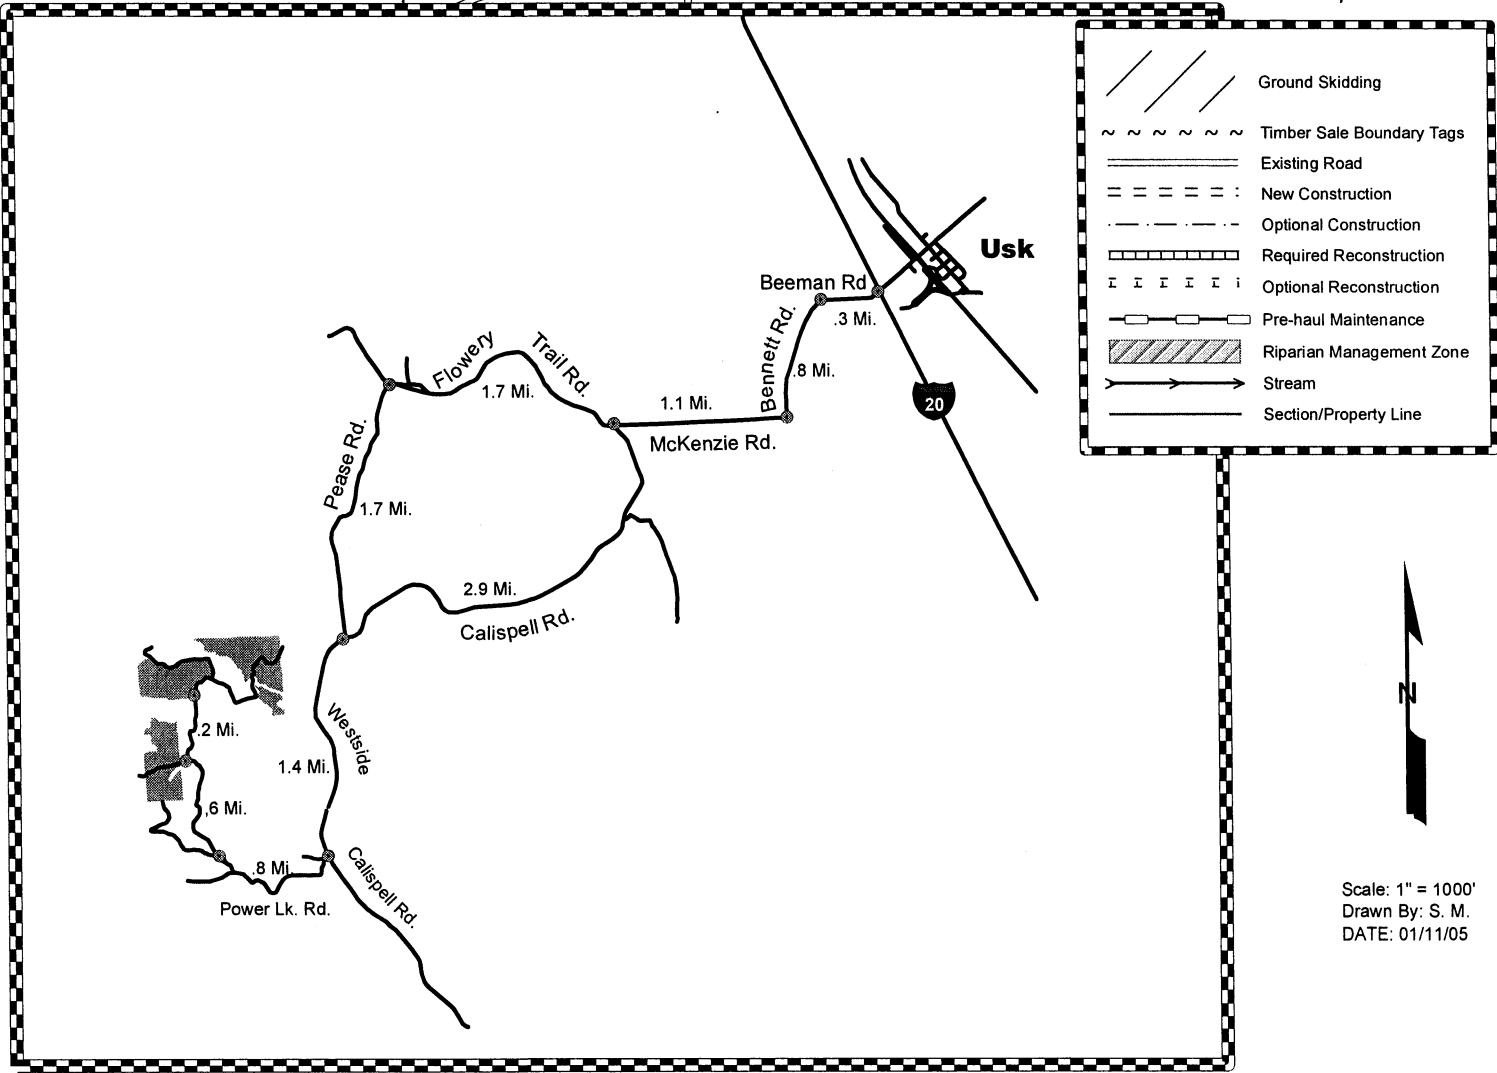 Ground Skidding
Timber Sale Boundary Tags
Existing Road
New Construction
Optional Construction
Required Reconstruction
Optional Reconstruction
Pre-haul Maintenance
Riparian Management Zone
Stream
Section/Property Line
Usk
Beeman Rd
.3 Mi.
Bennett Rd.
.8 Mi.
20
Flowery
Trail Rd.
1.7 Mi.
1.1 Mi.
McKenzie Rd.
Pease Rd.
1.7 Mi.
2.9 Mi.
Calispell Rd.
Westside
1.4 Mi.
.2 Mi.
,6 Mi.
.8 Mi.
Power Lk. Rd.
Calispell Rd.
N
Scale: 1" = 1000'
Drawn By: S. M.
DATE: 01/11/05